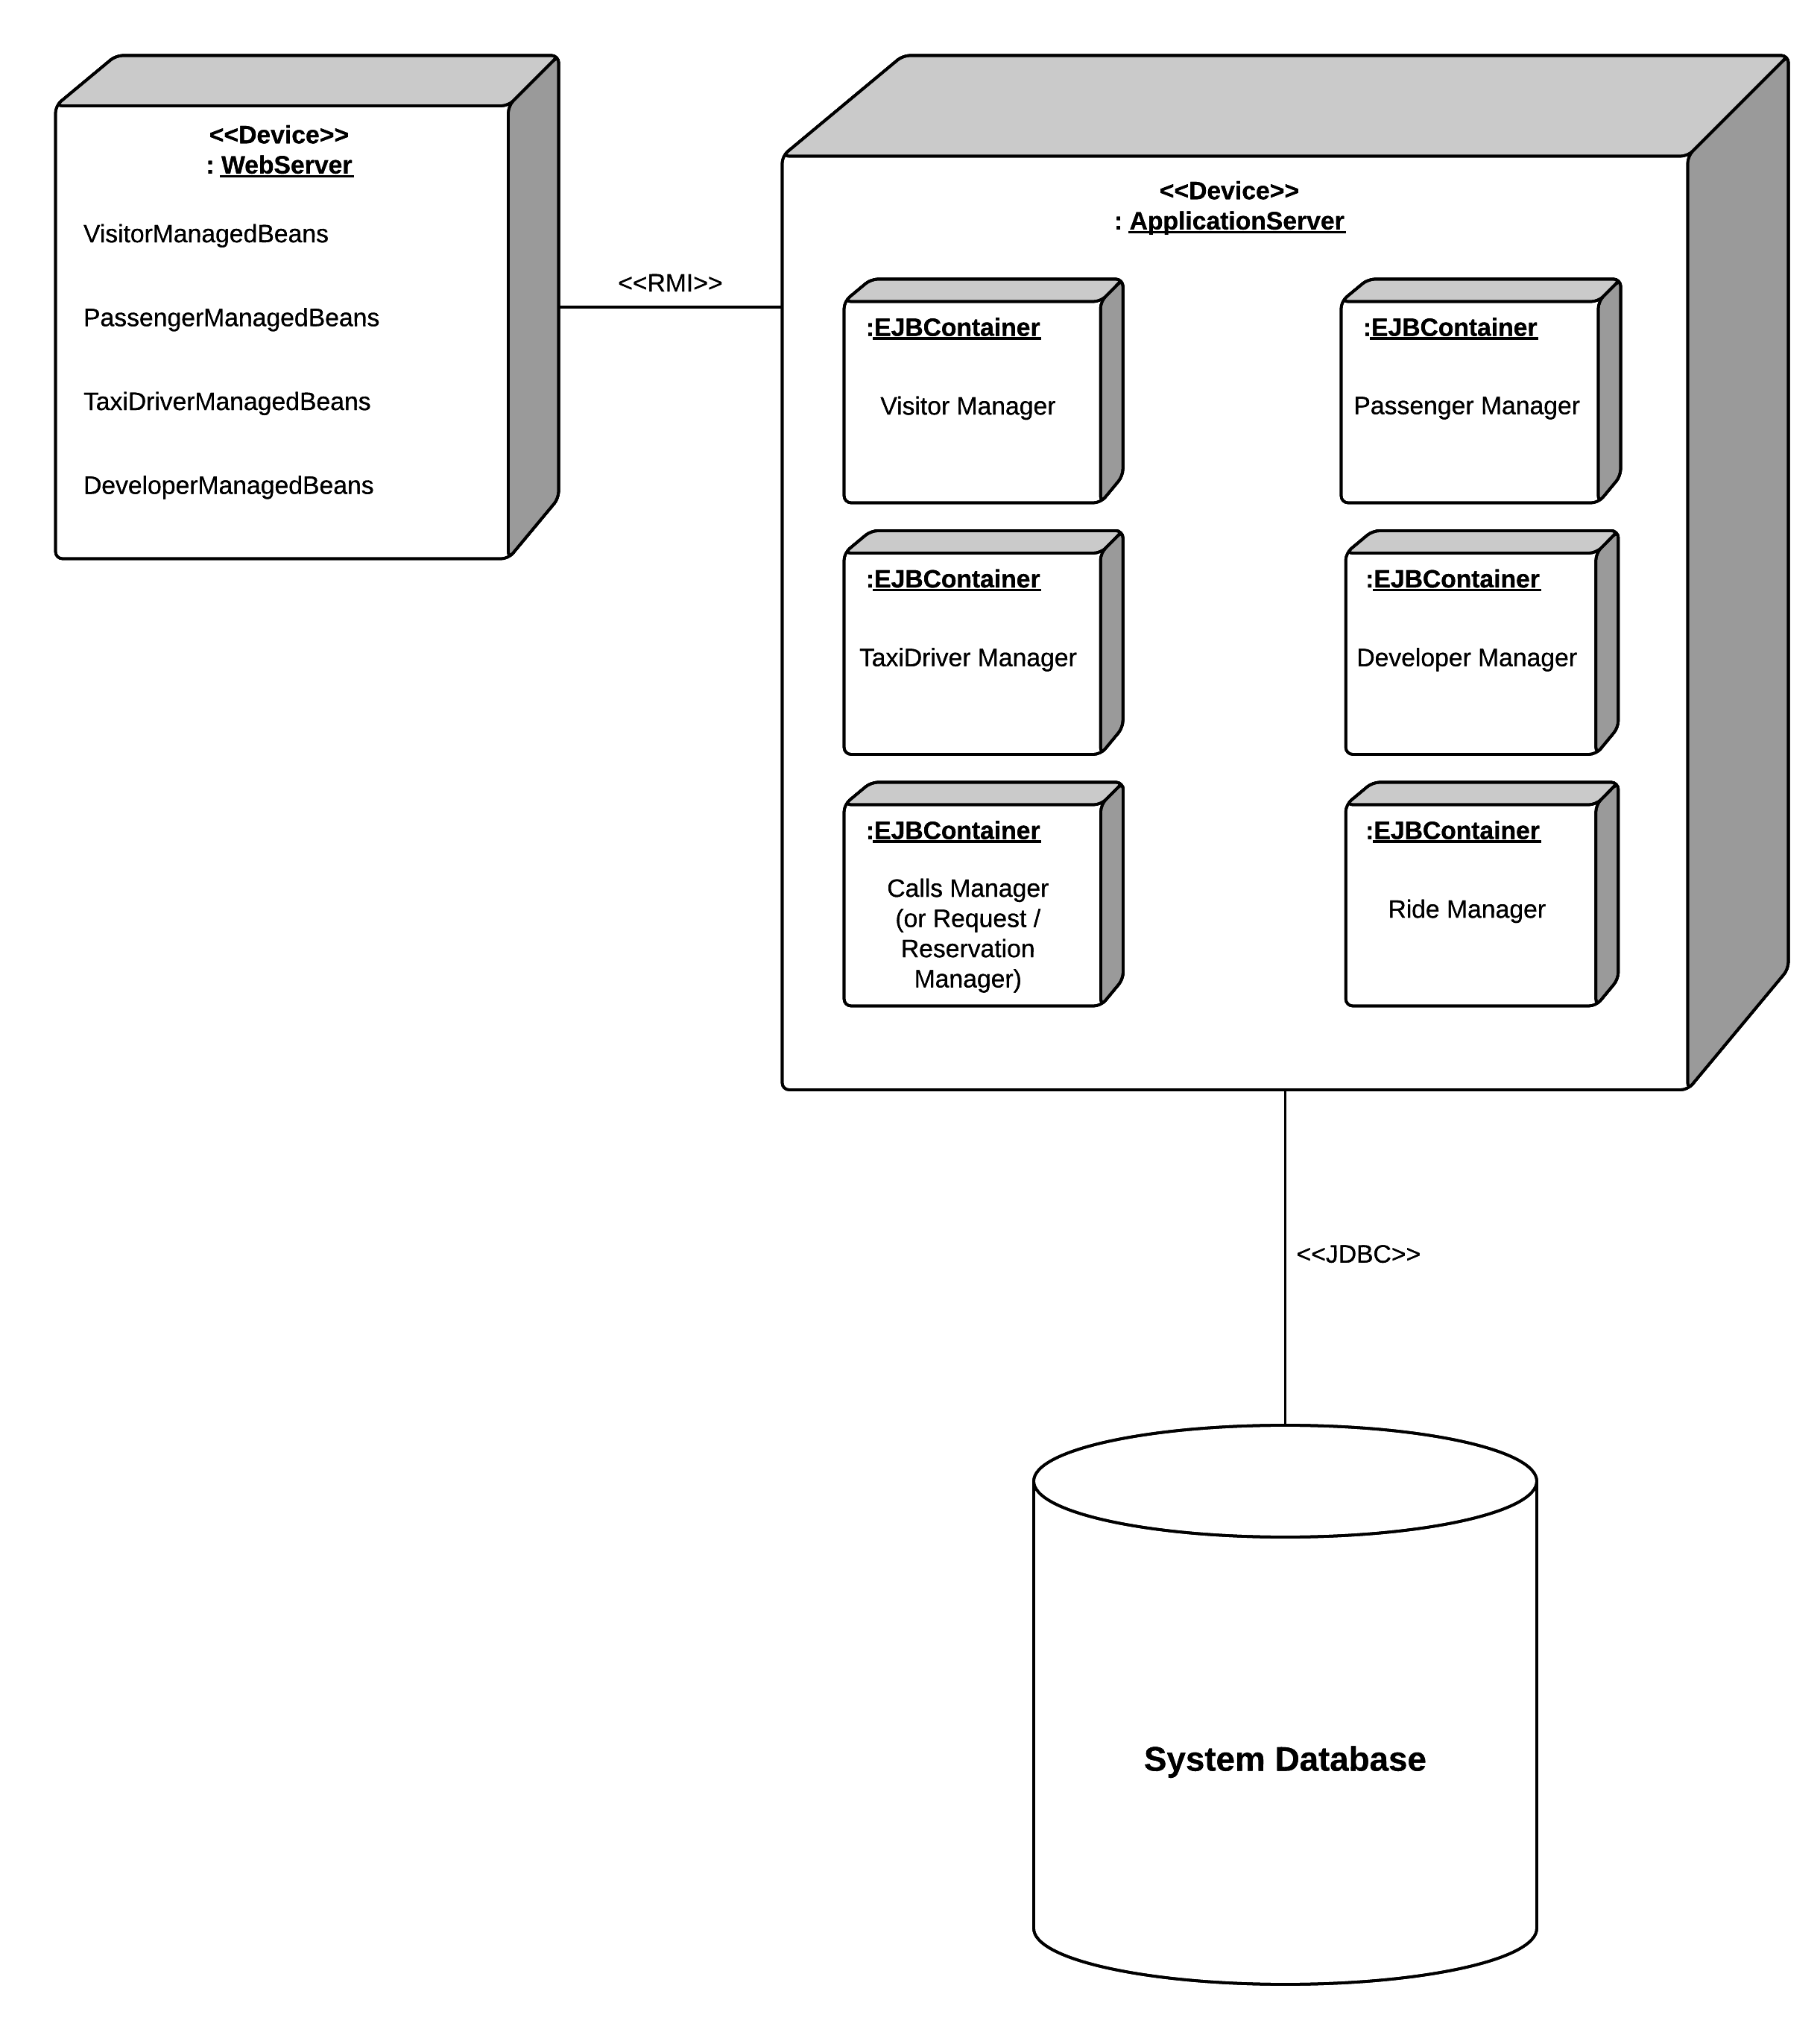 <<Device>>
: WebServer
VisitorManagedBeans
PassengerManagedBeans
TaxiDriverManagedBeans
DeveloperManagedBeans
<<RMI>>
<<Device>>
: ApplicationServer
:EJBContainer
Visitor Manager
:EJBContainer
Passenger Manager
:EJBContainer
TaxiDriver Manager
:EJBContainer
Developer Manager
:EJBContainer
Calls Manager
(or Request /
Reservation
Manager)
:EJBContainer
Ride Manager
<<JDBC>>
System Database